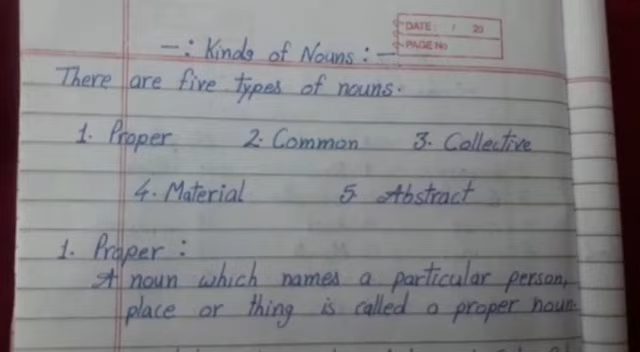 DATE: / 20
PAGE No
-: Kinds of Nouns :-
There are five types of nouns.
1. Proper 2. Common 3. Collective
4. Material 5. Abstract
1. Proper :
A noun which names a particular person,
place or thing is called a proper noun.